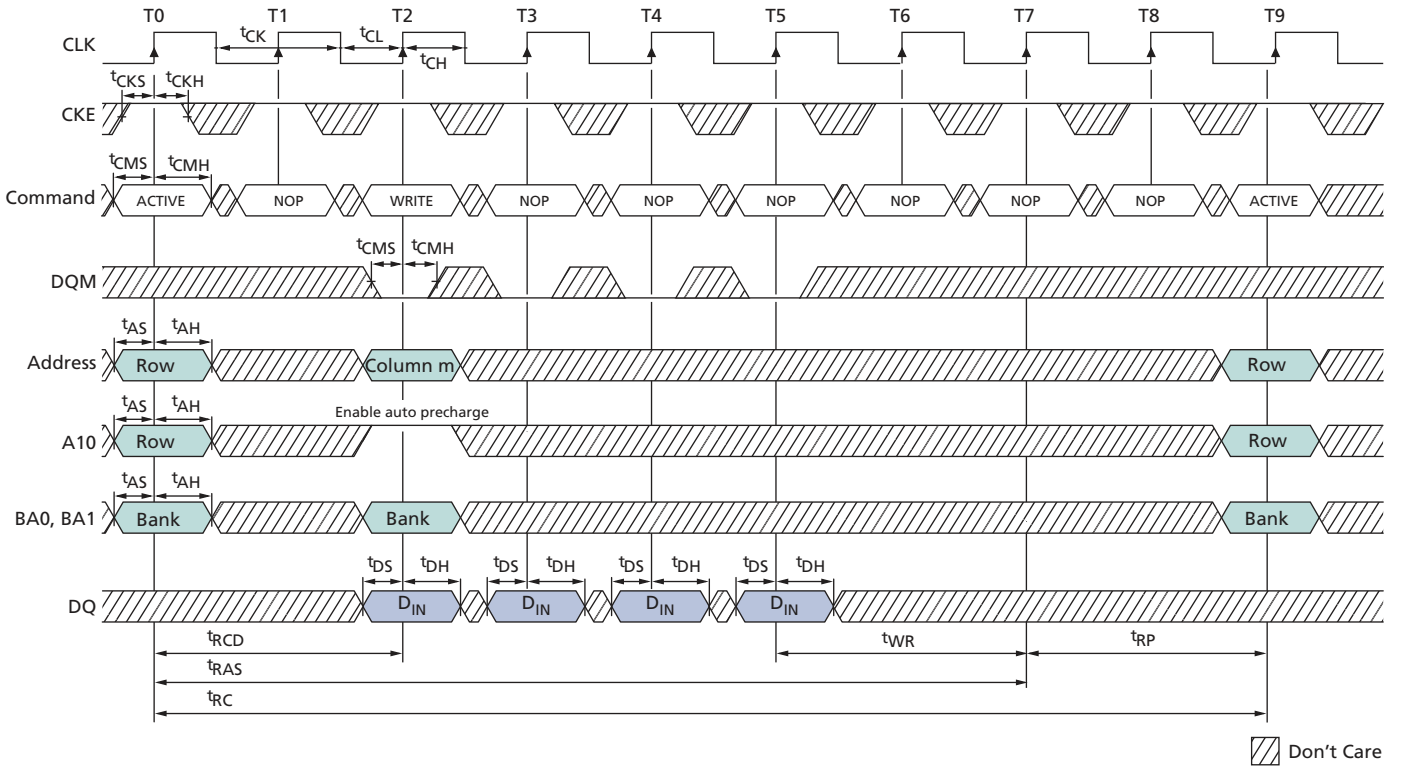 T0 T1 T2 T3 T4 T5 T6 T7 T8 T9
CLK
tCK tCL tCH
tCKS tCKH
CKE
tCMS tCMH
Command ACTIVE NOP WRITE NOP NOP NOP NOP NOP NOP ACTIVE
tCMS tCMH
DQM
tAS tAH
Address Row Column m Row
tAS tAH Enable auto precharge
A10 Row Row
tAS tAH
BA0, BA1 Bank Bank Bank
tDS tDH tDS tDH tDS tDH tDS tDH
DQ DIN DIN DIN DIN
tRCD tWR tRP
tRAS
tRC
Don't Care